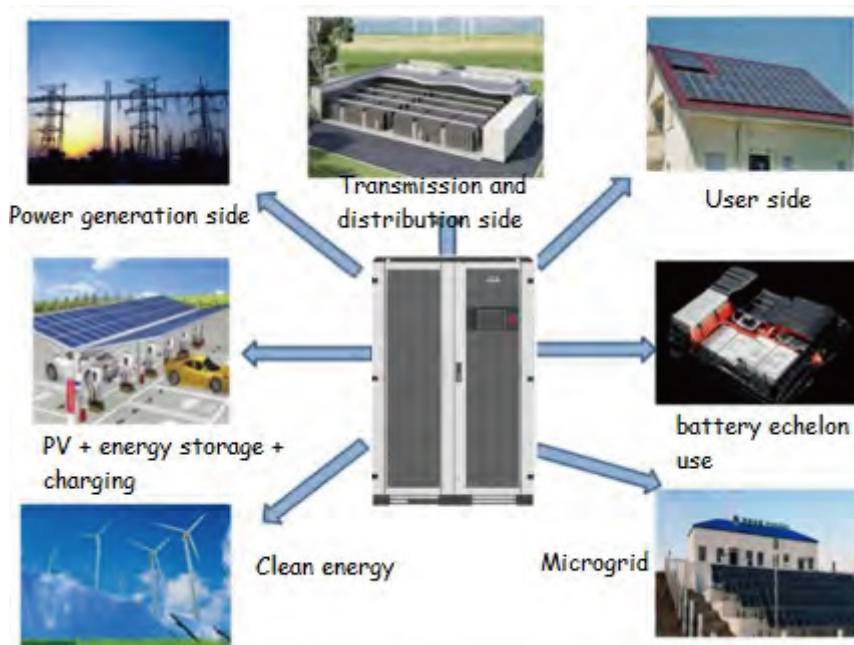 Transmission and
distribution side
Power generation side
User side
PV + energy storage +
charging
battery echelon
use
Clean energy
Microgrid